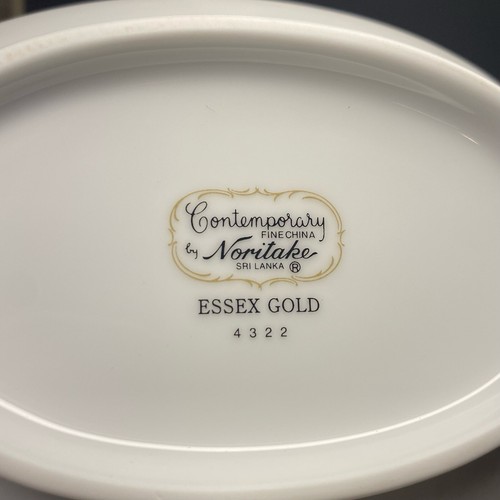 Contemporary
FINE CHINA
by Noritake
SRI LANKA ®
ESSEX GOLD
4322